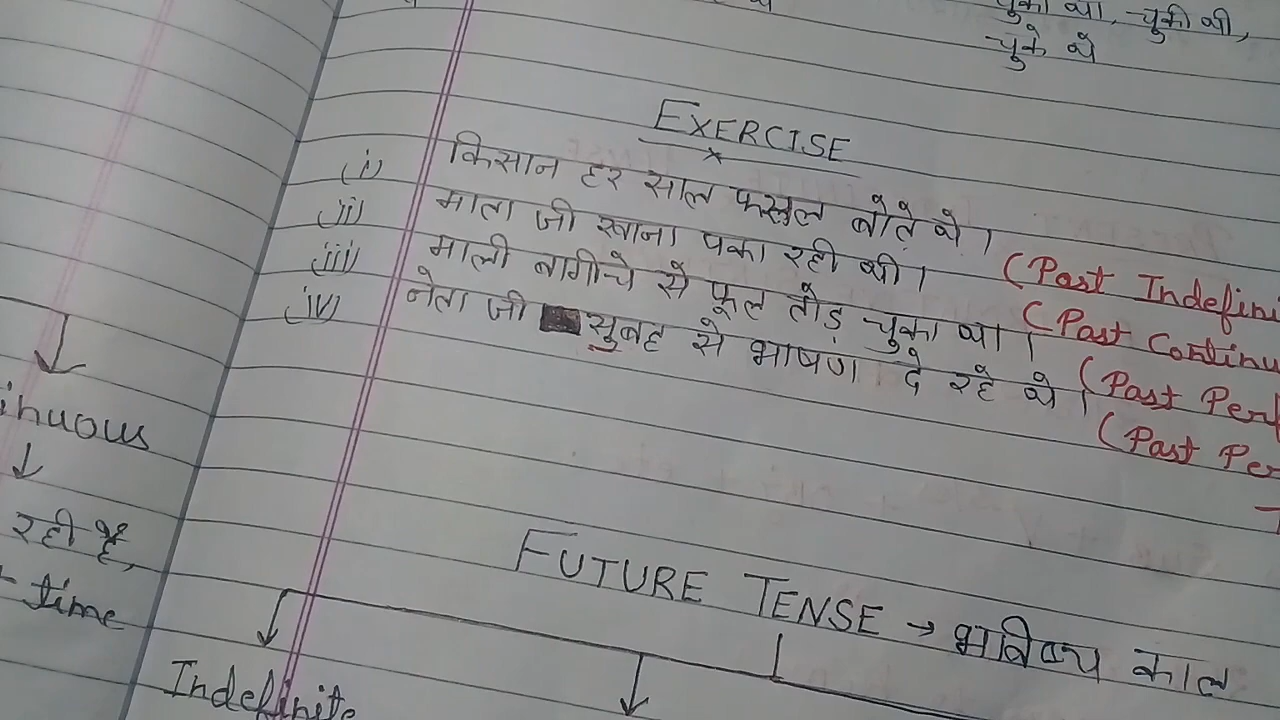 चुका था, चुकी थी,
चुके थे
EXERCISE
(i) किसान हर साल फसल बोते थे। (Past Indefini
(ii) माता जी खाना पका रही थी। (Past Continu
(iii) माली बागीचे से फूल तोड़ चुका था। (Past Perf
(iv) नेता जी सुबह से भाषण दे रहे थे। (Past Per
inuous
रही है,
time
FUTURE TENSE → भविष्य काल
Indefinite